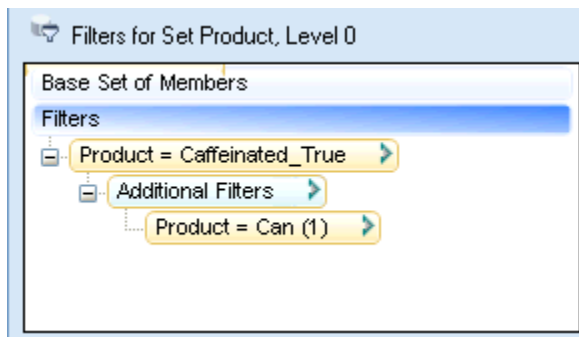 Filters for Set Product, Level 0
Base Set of Members
Filters
Product = Caffeinated_True
Additional Filters
Product = Can (1)